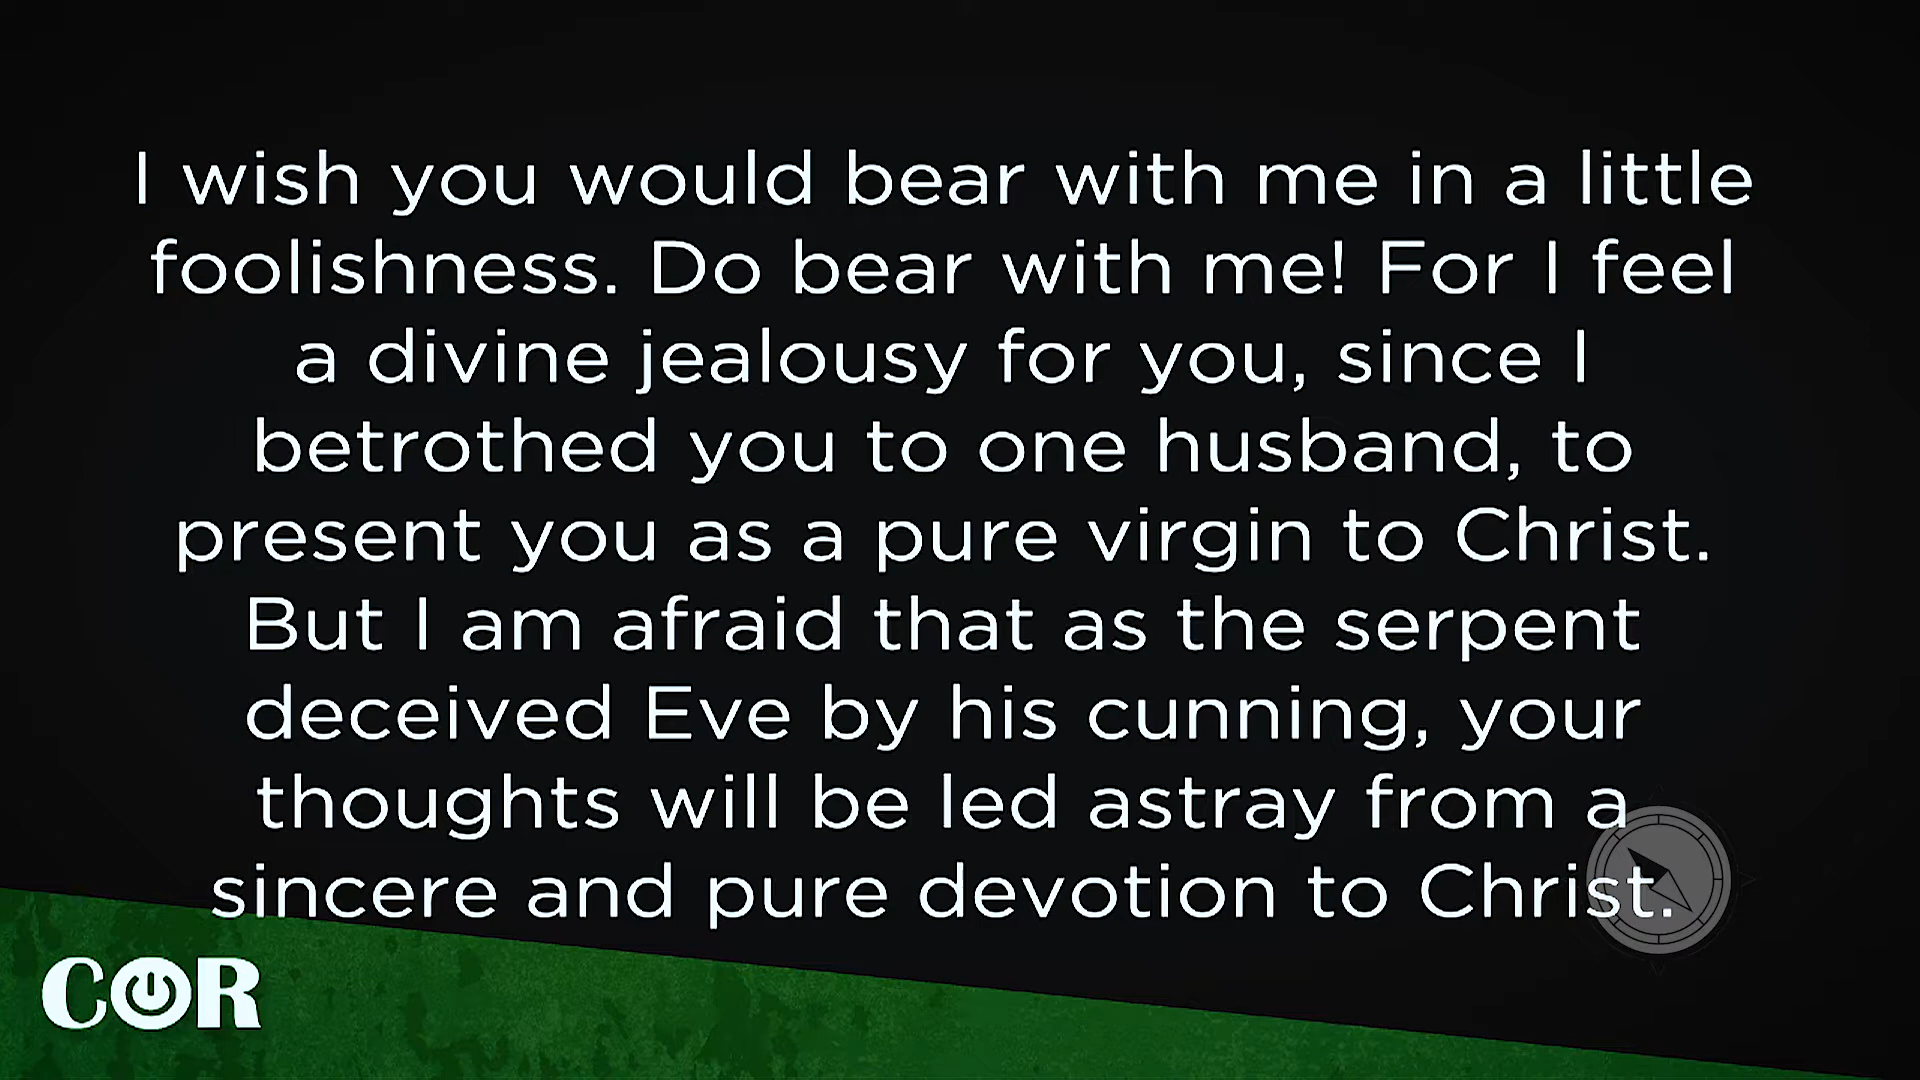 I wish you would bear with me in a little
foolishness. Do bear with me! For I feel
a divine jealousy for you, since I
betrothed you to one husband, to
present you as a pure virgin to Christ.
But I am afraid that as the serpent
deceived Eve by his cunning, your
thoughts will be led astray from a
sincere and pure devotion to Christ.
COR